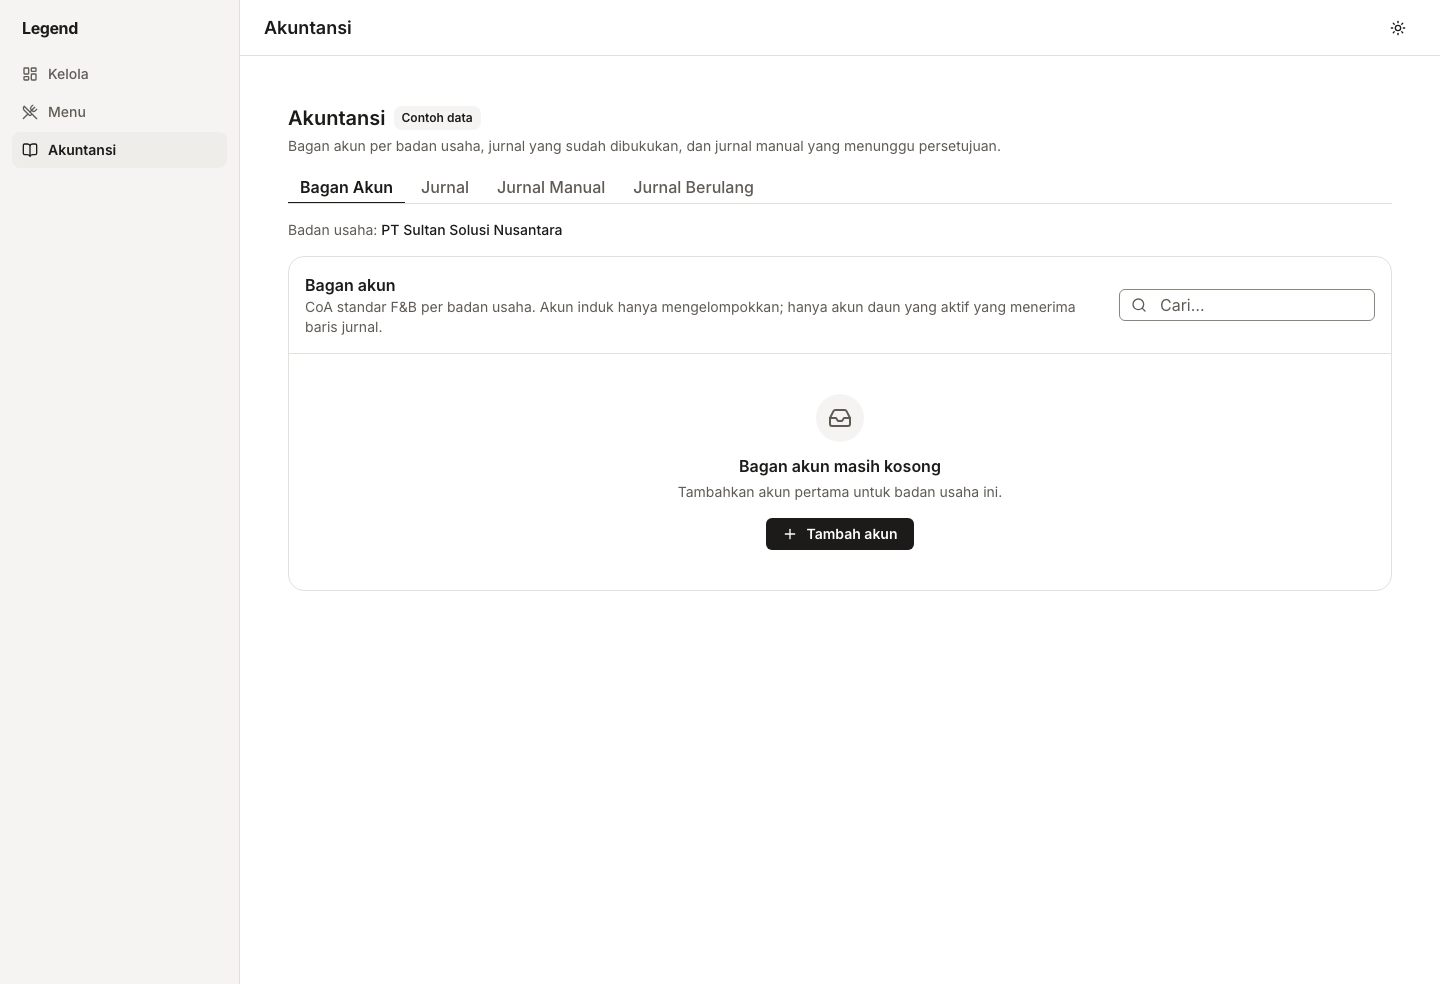 Legend
Kelola
Menu
Akuntansi
Akuntansi
Akuntansi
Contoh data
Bagan akun per badan usaha, jurnal yang sudah dibukukan, dan jurnal manual yang menunggu persetujuan.
Bagan Akun
Jurnal
Jurnal Manual
Jurnal Berulang
Badan usaha: PT Sultan Solusi Nusantara
Bagan akun
CoA standar F&B per badan usaha. Akun induk hanya mengelompokkan; hanya akun daun yang aktif yang menerima
baris jurnal.
Cari...
Bagan akun masih kosong
Tambahkan akun pertama untuk badan usaha ini.
Tambah akun